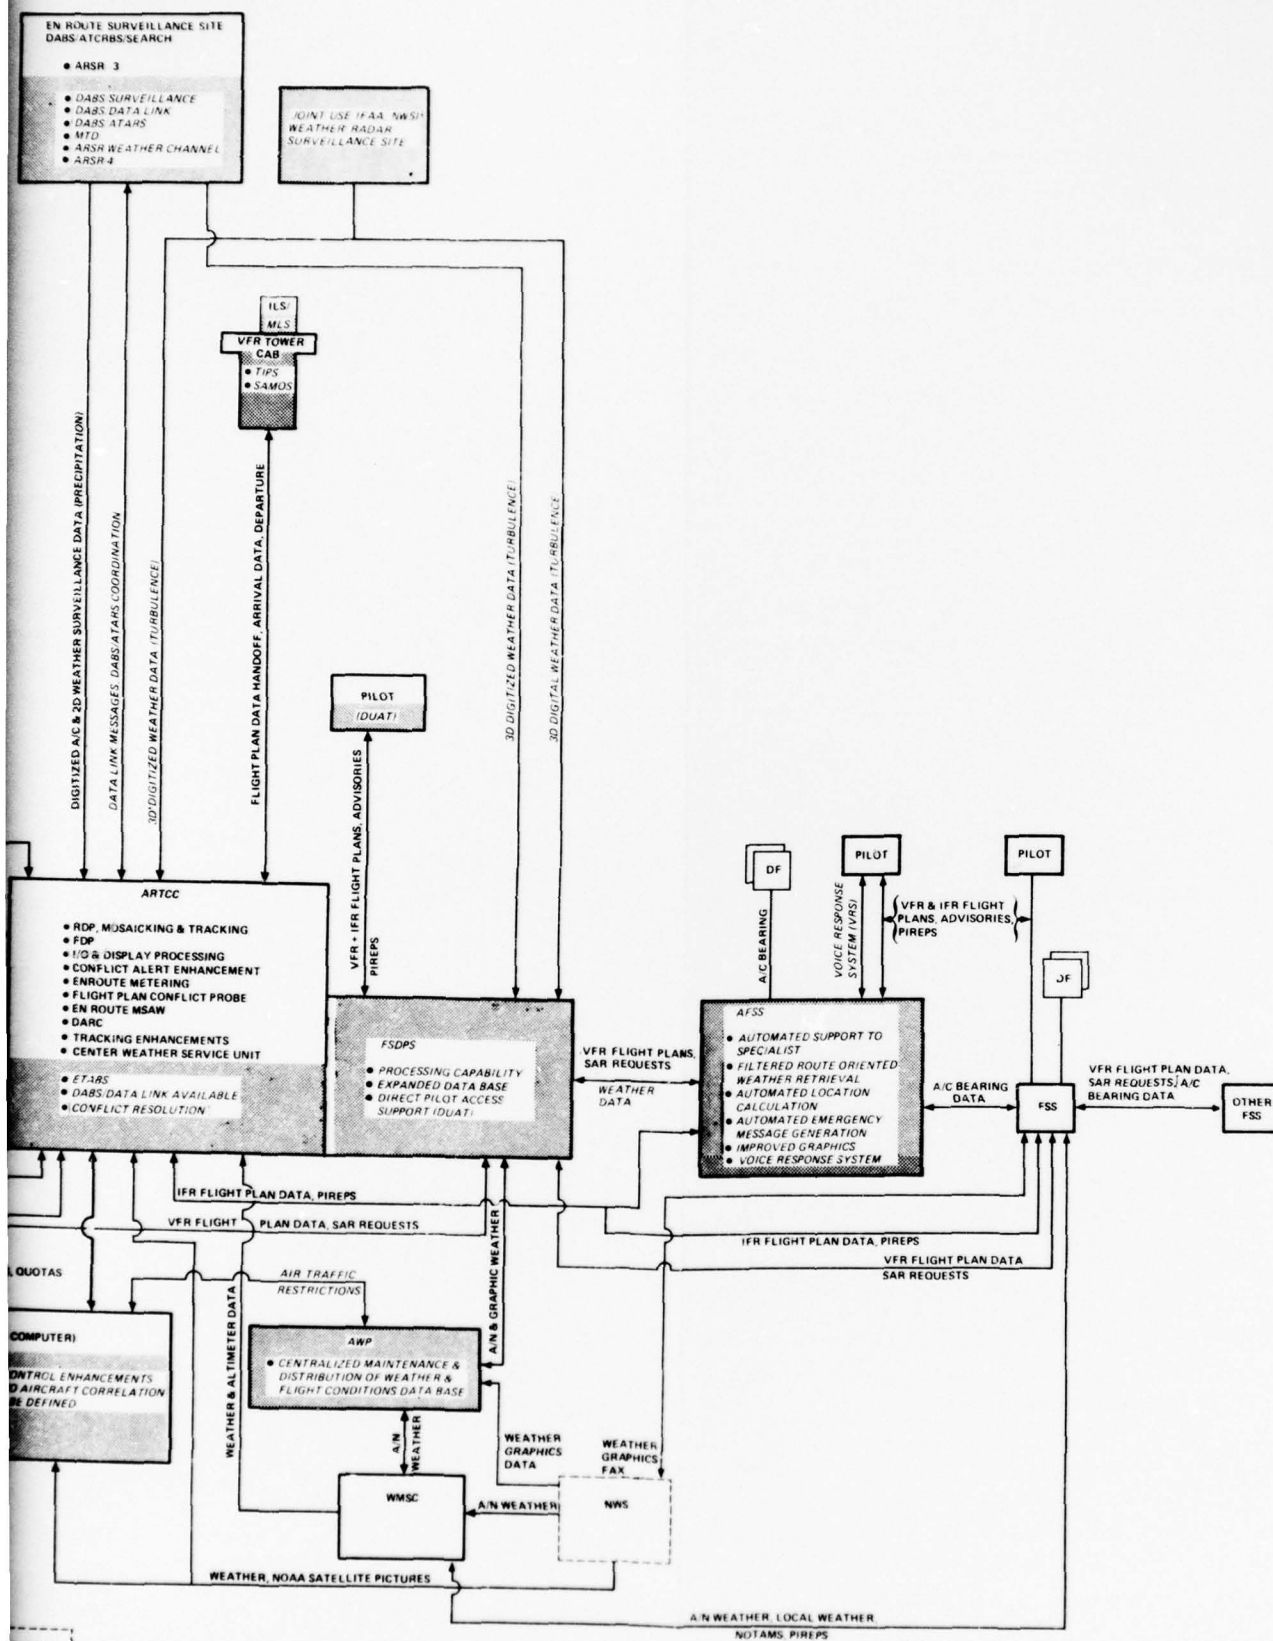 EN ROUTE SURVEILLANCE SITE
DABS/ATCRBS/SEARCH
• ARSR 3
• DABS SURVEILLANCE
• DABS DATA LINK
• DABS ATARS
• MTD
• ARSR WEATHER CHANNEL
• ARSR 4
JOINT USE (FAA, NWS)
WEATHER RADAR
SURVEILLANCE SITE
ILS/
MLS
VFR TOWER
CAB
• TIPS
• SAMOS
DIGITIZED A/C & 2D WEATHER SURVEILLANCE DATA (PRECIPITATION)
DATA LINK MESSAGES DABS/ATARS COORDINATION
3D DIGITIZED WEATHER DATA (TURBULENCE)
FLIGHT PLAN DATA HANDOFF, ARRIVAL DATA, DEPARTURE
3D DIGITIZED WEATHER DATA (TURBULENCE)
3D DIGITAL WEATHER DATA (TURBULENCE
PILOT
(DUAT)
VFR + IFR FLIGHT PLANS, ADVISORIES
PIREPS
ARTCC
• RDP, MOSAICKING & TRACKING
• FDP
• I/O & DISPLAY PROCESSING
• CONFLICT ALERT ENHANCEMENT
• ENROUTE METERING
• FLIGHT PLAN CONFLICT PROBE
• EN ROUTE MSAW
• DARC
• TRACKING ENHANCEMENTS
• CENTER WEATHER SERVICE UNIT
• ETABS
• DABS/DATA LINK AVAILABLE
• CONFLICT RESOLUTION
FSDPS
• PROCESSING CAPABILITY
• EXPANDED DATA BASE
• DIRECT PILOT ACCESS
SUPPORT (DUAT)
VFR FLIGHT PLANS,
SAR REQUESTS
WEATHER
DATA
DF
A/C BEARING
PILOT
VOICE RESPONSE
SYSTEM (VRS)
VFR & IFR FLIGHT
PLANS, ADVISORIES,
PIREPS
PILOT
DF
AFSS
• AUTOMATED SUPPORT TO
SPECIALIST
• FILTERED ROUTE ORIENTED
WEATHER RETRIEVAL
• AUTOMATED LOCATION
CALCULATION
• AUTOMATED EMERGENCY
MESSAGE GENERATION
• IMPROVED GRAPHICS
• VOICE RESPONSE SYSTEM
A/C BEARING
DATA
FSS
VFR FLIGHT PLAN DATA,
SAR REQUESTS, A/C
BEARING DATA
OTHER
FSS
IFR FLIGHT PLAN DATA, PIREPS
VFR FLIGHT PLAN DATA, SAR REQUESTS
IFR FLIGHT PLAN DATA, PIREPS
VFR FLIGHT PLAN DATA
SAR REQUESTS
, QUOTAS
AIR TRAFFIC
RESTRICTIONS
A/N & GRAPHIC WEATHER
WEATHER & ALTIMETER DATA
COMPUTER)
ONTROL ENHANCEMENTS
D AIRCRAFT CORRELATION
BE DEFINED
AWP
• CENTRALIZED MAINTENANCE &
DISTRIBUTION OF WEATHER &
FLIGHT CONDITIONS DATA BASE
A/N
WEATHER
WEATHER
GRAPHICS
DATA
WEATHER
GRAPHICS
FAX
WMSC
A/N WEATHER
NWS
WEATHER, NOAA SATELLITE PICTURES
A/N WEATHER, LOCAL WEATHER
NOTAMS, PIREPS